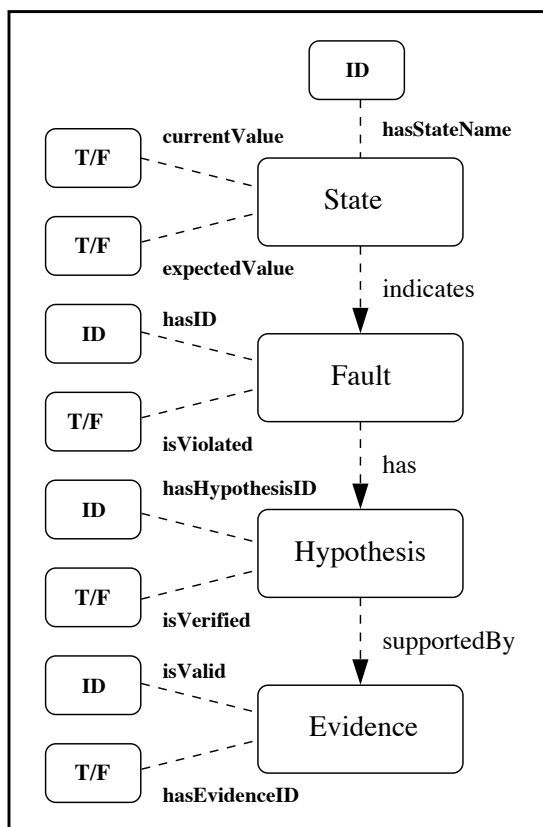 ID
hasStateName
currentValue
T/F
State
T/F
expectedValue
indicates
hasID
ID
Fault
T/F
isViolated
has
hasHypothesisID
ID
Hypothesis
T/F
isVerified
supportedBy
isValid
ID
Evidence
T/F
hasEvidenceID